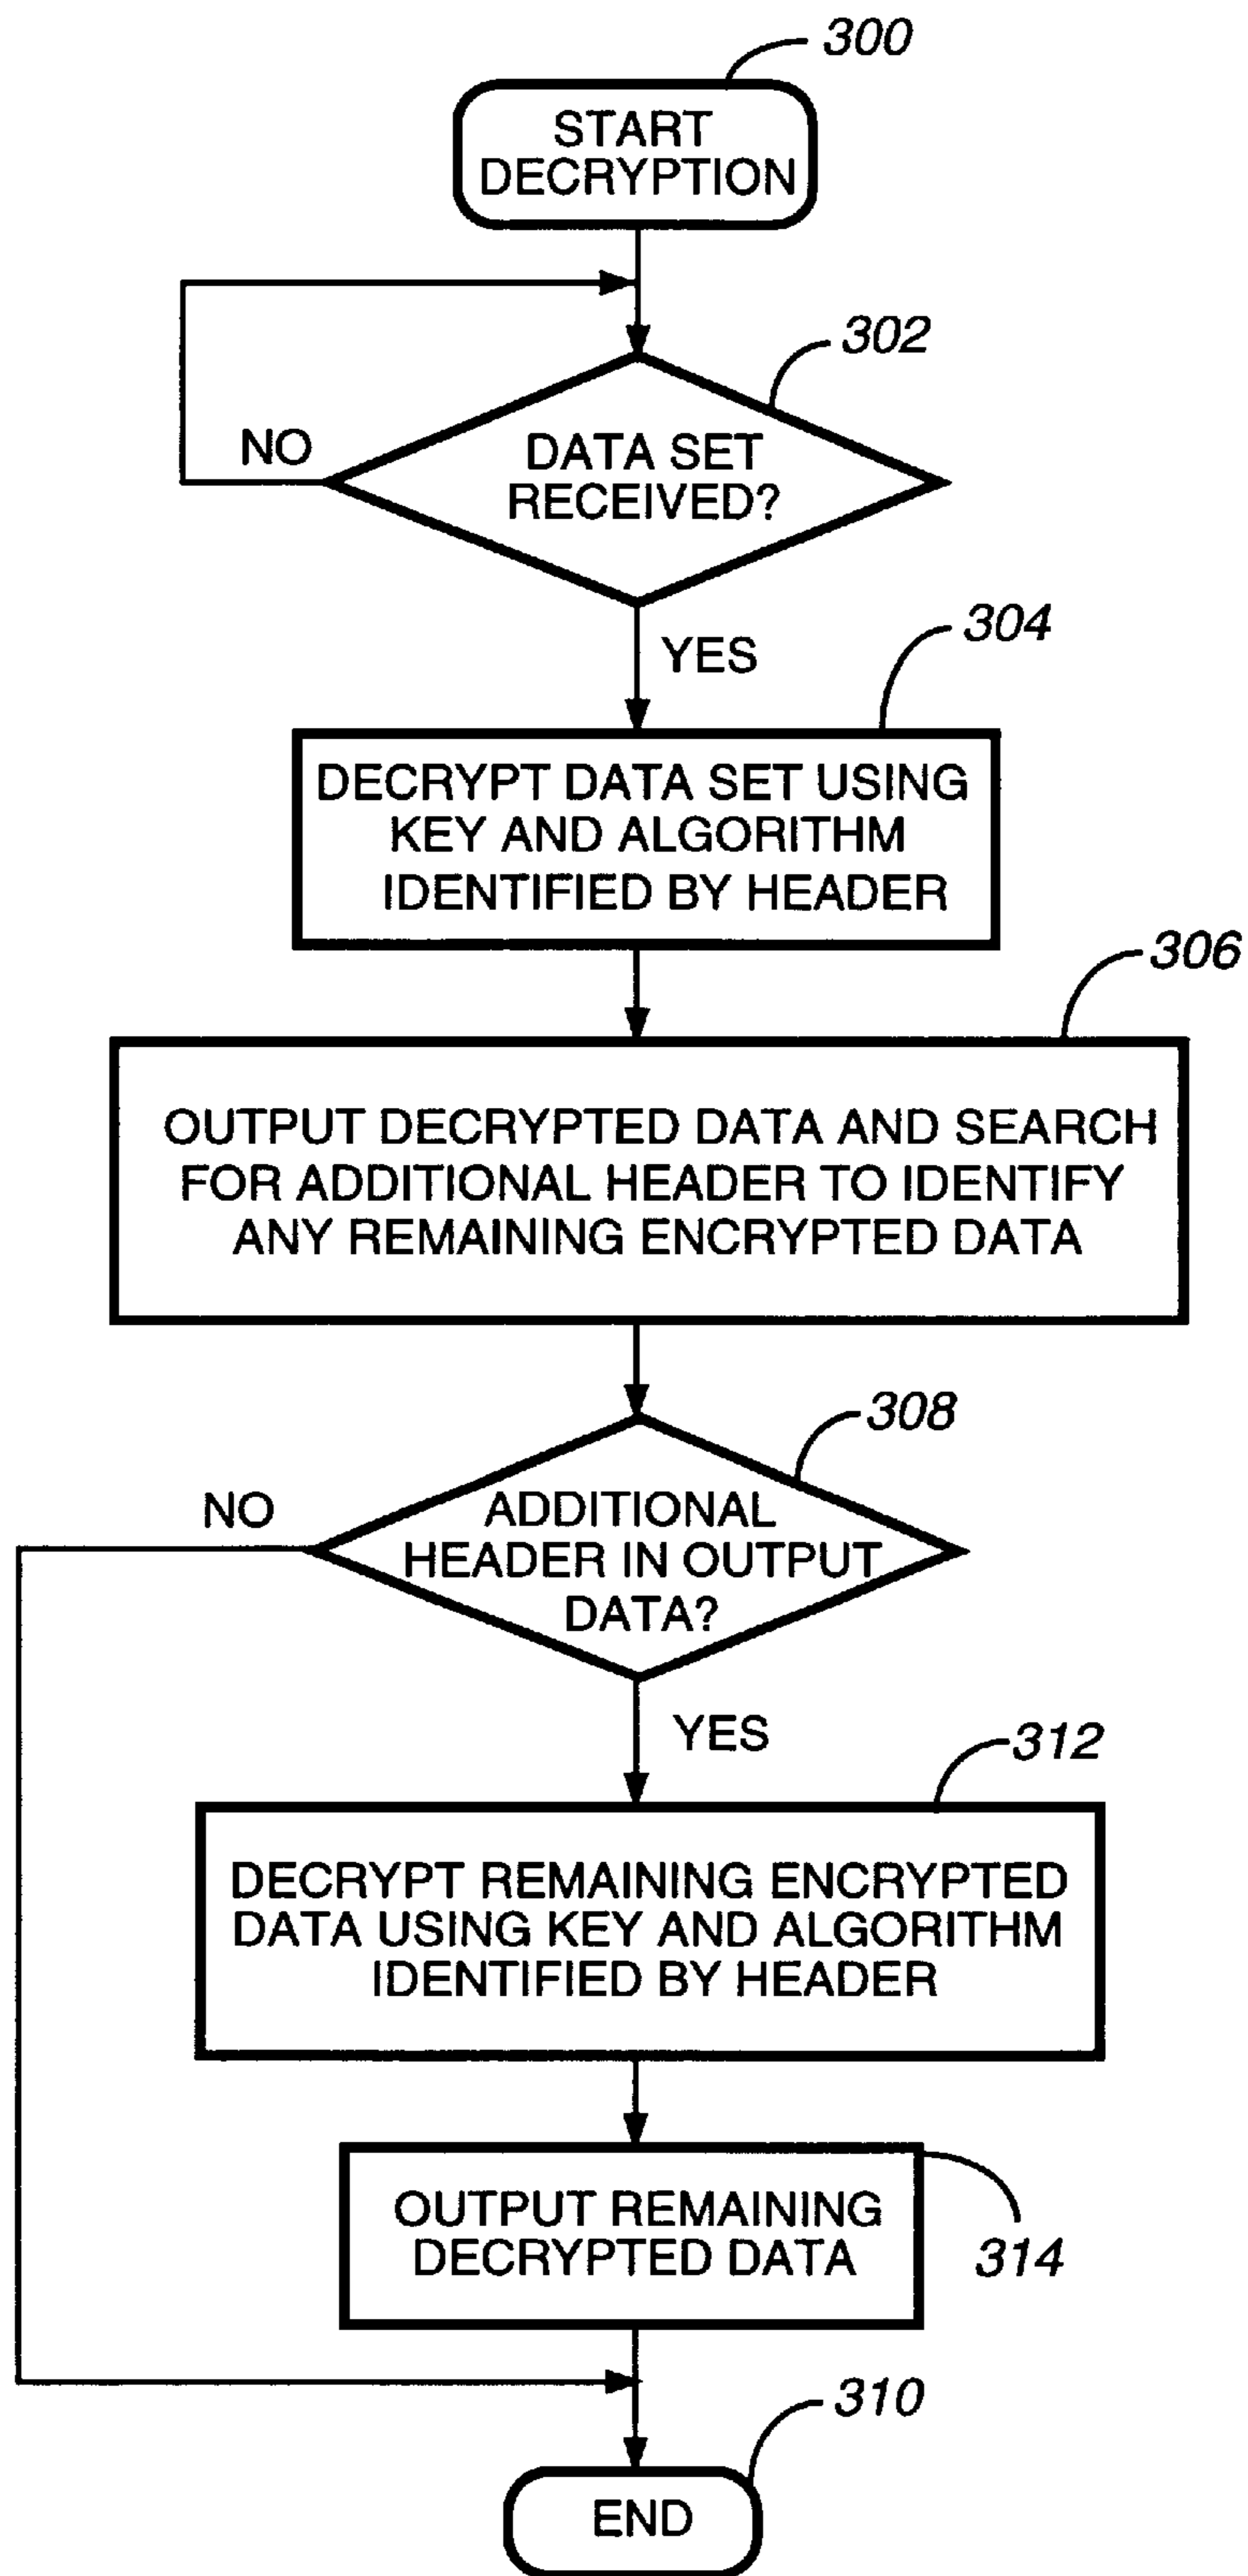 300
START
DECRYPTION
302
NO
DATA SET
RECEIVED?
YES
304
DECRYPT DATA SET USING
KEY AND ALGORITHM
IDENTIFIED BY HEADER
306
OUTPUT DECRYPTED DATA AND SEARCH
FOR ADDITIONAL HEADER TO IDENTIFY
ANY REMAINING ENCRYPTED DATA
308
NO
ADDITIONAL
HEADER IN OUTPUT
DATA?
YES
312
DECRYPT REMAINING ENCRYPTED
DATA USING KEY AND ALGORITHM
IDENTIFIED BY HEADER
OUTPUT REMAINING
DECRYPTED DATA
314
310
END